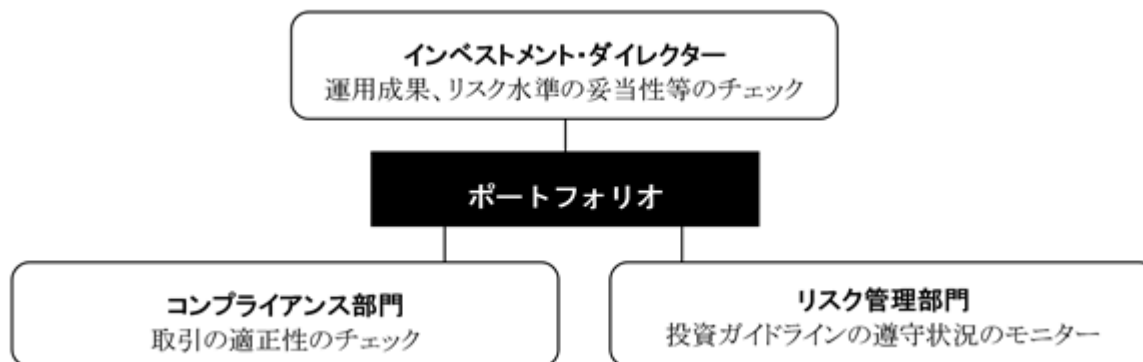 インベストメント・ダイレクター
運用成果、リスク水準の妥当性等のチェック
ポートフォリオ
コンプライアンス部門
取引の適正性のチェック
リスク管理部門
投資ガイドラインの遵守状況のモニター